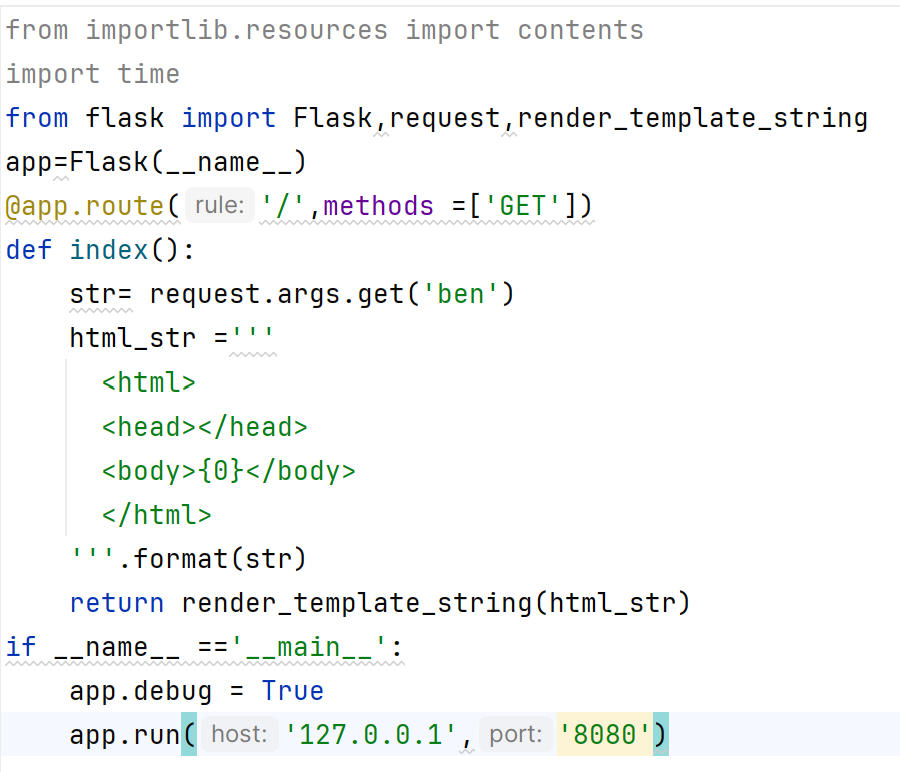 from importlib.resources import contents
import time
from flask import Flask,request,render_template_string
app=Flask(__name__)
@app.route( rule: '/',methods =['GET'])
def index():
    str= request.args.get('ben')
    html_str ='''
      <html>
      <head></head>
      <body>{0}</body>
      </html>
    '''.format(str)
    return render_template_string(html_str)
if __name__ =='__main__':
    app.debug = True
    app.run( host: '127.0.0.1', port: '8080')